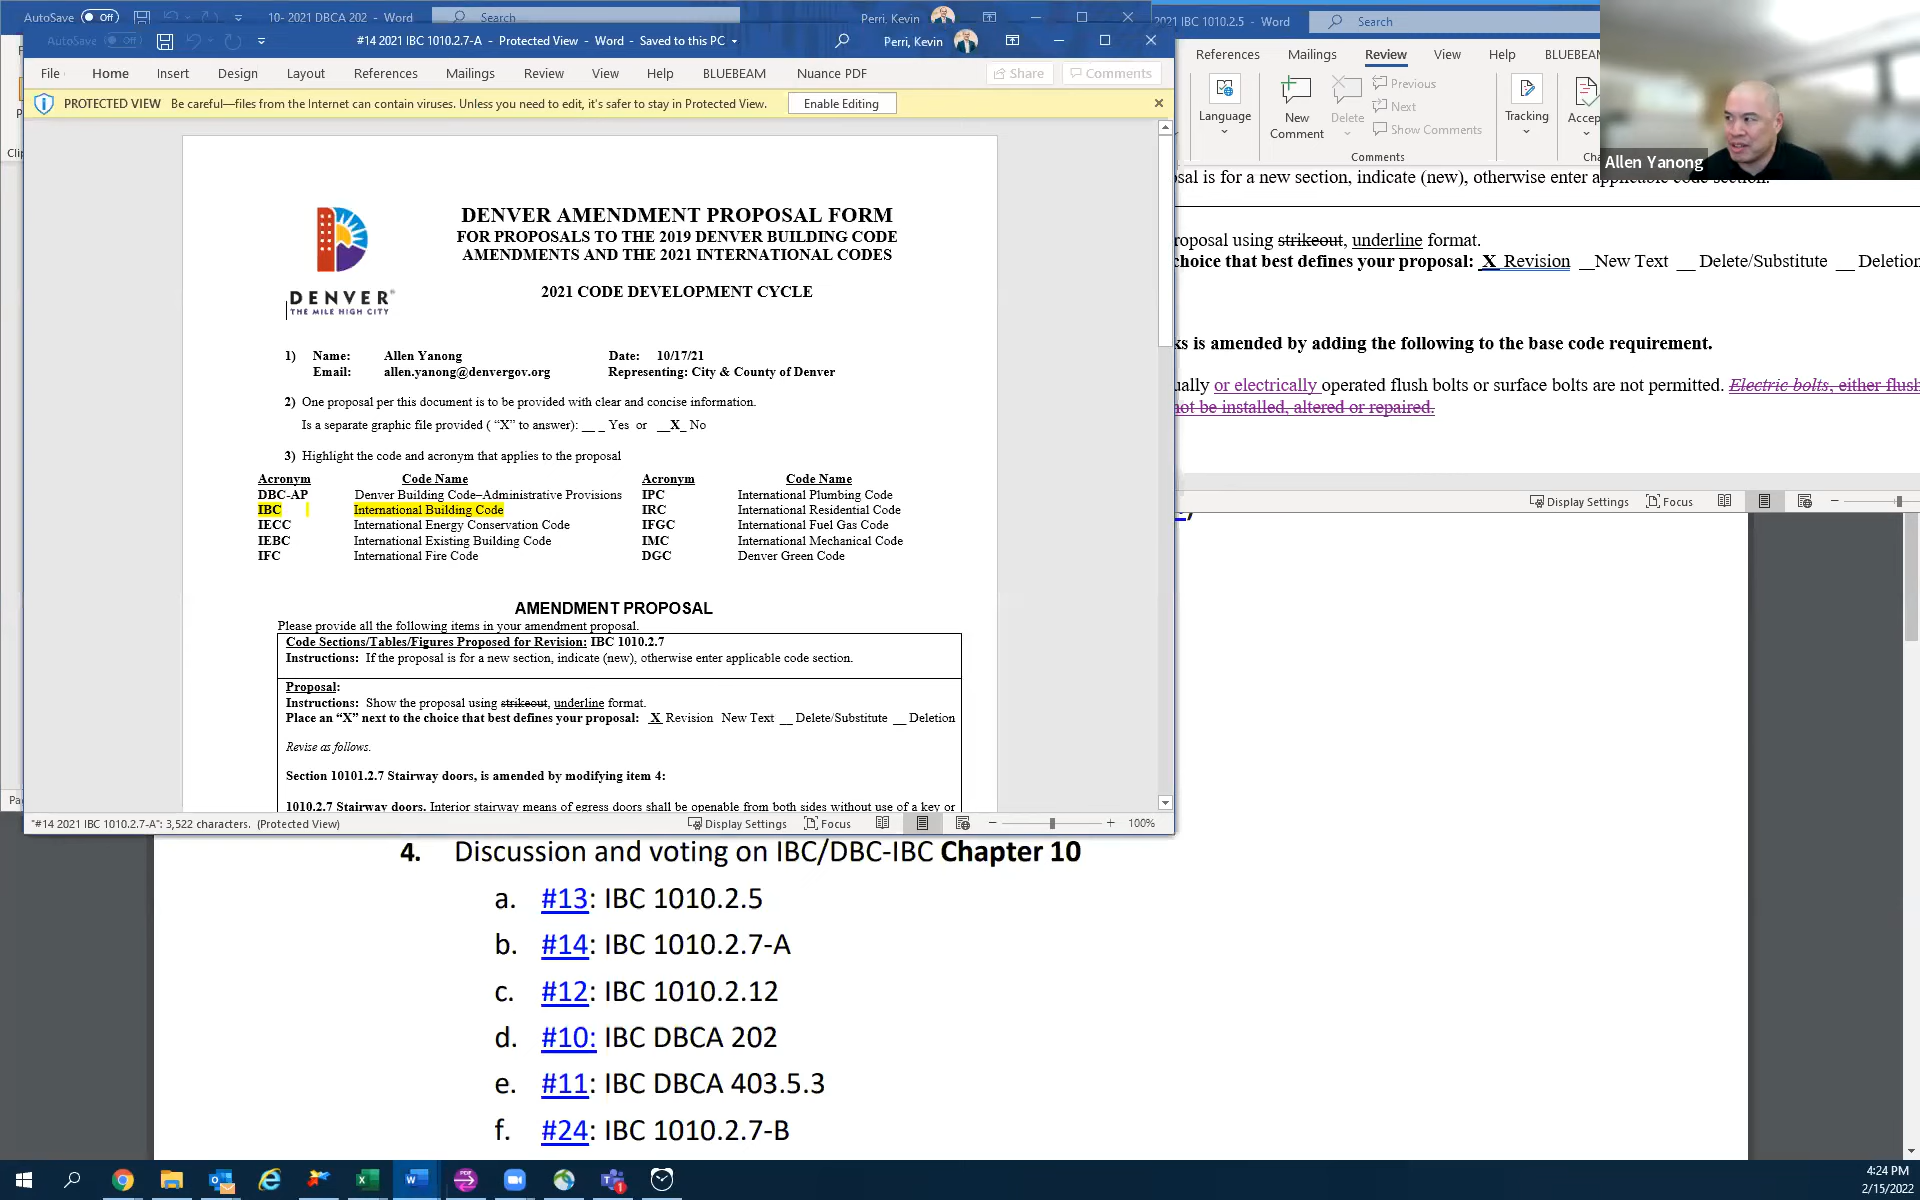 AutoSave Off 10- 2021 DBCA 202 - Word Search Perri, Kevin
AutoSave Off #14 2021 IBC 1010.2.7-A - Protected View - Word - Saved to this PC Perri, Kevin
File Home Insert Design Layout References Mailings Review View Help BLUEBEAM Nuance PDF Share Comments
PROTECTED VIEW Be careful—files from the Internet can contain viruses. Unless you need to edit, it's safer to stay in Protected View. Enable Editing
DENVER AMENDMENT PROPOSAL FORM
FOR PROPOSALS TO THE 2019 DENVER BUILDING CODE
AMENDMENTS AND THE 2021 INTERNATIONAL CODES
2021 CODE DEVELOPMENT CYCLE
DENVER®
THE MILE HIGH CITY
1) Name: Allen Yanong Date: 10/17/21
Email: allen.yanong@denvergov.org Representing: City & County of Denver
2) One proposal per this document is to be provided with clear and concise information.
Is a separate graphic file provided ( “X” to answer): __ _ Yes or __X_ No
3) Highlight the code and acronym that applies to the proposal
Acronym Code Name Acronym Code Name
DBC-AP Denver Building Code–Administrative Provisions IPC International Plumbing Code
IBC International Building Code IRC International Residential Code
IECC International Energy Conservation Code IFGC International Fuel Gas Code
IEBC International Existing Building Code IMC International Mechanical Code
IFC International Fire Code DGC Denver Green Code
AMENDMENT PROPOSAL
Please provide all the following items in your amendment proposal.
Code Sections/Tables/Figures Proposed for Revision: IBC 1010.2.7
Instructions: If the proposal is for a new section, indicate (new), otherwise enter applicable code section.
Proposal:
Instructions: Show the proposal using strikeout, underline format.
Place an “X” next to the choice that best defines your proposal: X Revision New Text __ Delete/Substitute __ Deletion
Revise as follows.
Section 10101.2.7 Stairway doors, is amended by modifying item 4:
1010.2.7 Stairway doors. Interior stairway means of egress doors shall be openable from both sides without use of a key or
"#14 2021 IBC 1010.2.7-A": 3,522 characters. (Protected View) Display Settings Focus 100%
2021 IBC 1010.2.5 - Word Search
References Mailings Review View Help BLUEBEAM
Language New Comment Delete Previous Next Show Comments Tracking Accep
Comments
Allen Yanong
sal is for a new section, indicate (new), otherwise enter applicable code section.
roposal using strikeout, underline format.
choice that best defines your proposal: X Revision __New Text __ Delete/Substitute __ Deletion
ks is amended by adding the following to the base code requirement.
ually or electrically operated flush bolts or surface bolts are not permitted. Electric bolts, either flush
not be installed, altered or repaired.
Display Settings Focus
4. Discussion and voting on IBC/DBC-IBC Chapter 10
a. #13: IBC 1010.2.5
b. #14: IBC 1010.2.7-A
c. #12: IBC 1010.2.12
d. #10: IBC DBCA 202
e. #11: IBC DBCA 403.5.3
f. #24: IBC 1010.2.7-B
4:24 PM
2/15/2022